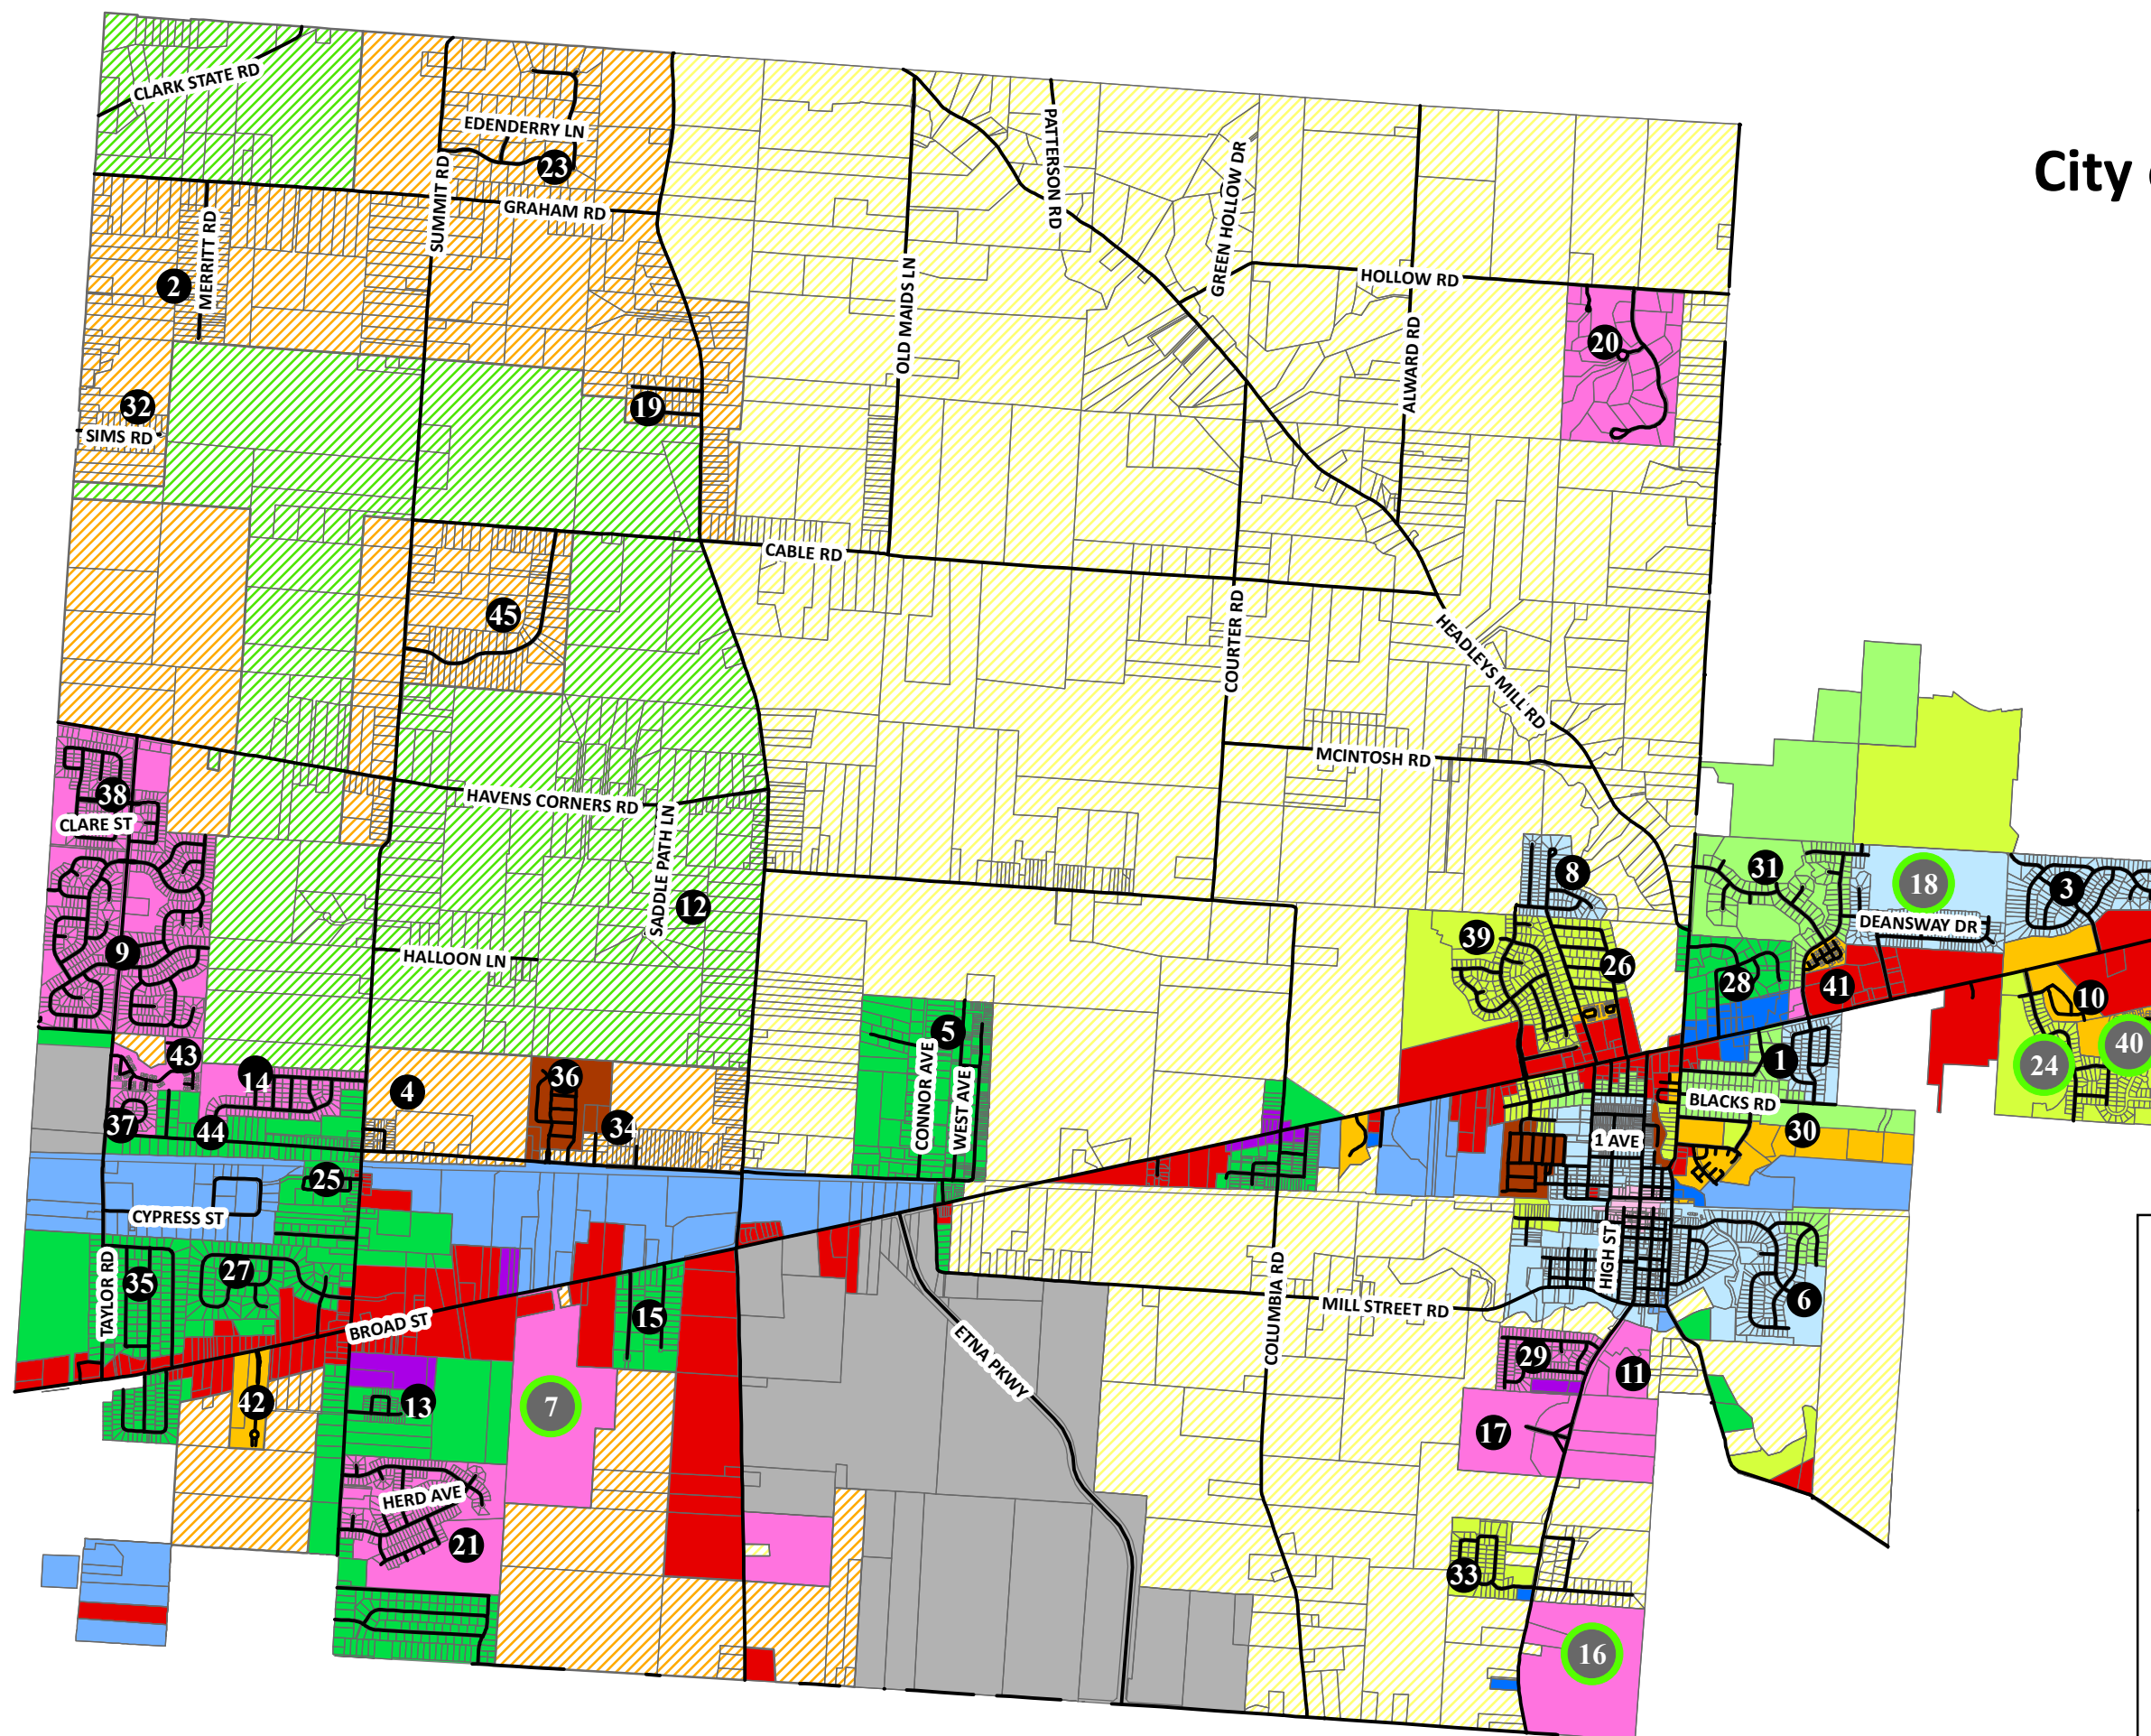 City
CLARK STATE RD
EDENDERRY LN
23
PATTERSON RD
GREEN HOLLOW DR
SUMMIT RD
GRAHAM RD
MERRITT RD
2
HOLLOW RD
OLD MAIDS LN
ALWARD RD
20
32
19
SIMS RD
CABLE RD
45
COURTER RD
HEADLEYS MILL RD
MCINTOSH RD
38
HAVENS CORNERS RD
CLARE ST
SADDLE PATH LN
12
8
31
18
3
DEANSWAY DR
9
HALLOON LN
39
26
28
41
10
5
CONNOR AVE
WEST AVE
43
14
36
4
1
24
40
BLACKS RD
37
44
34
1 AVE
30
25
CYPRESS ST
TAYLOR RD
35
27
HIGH ST
6
COLUMBIA RD
MILL STREET RD
BROAD ST
15
ETNA PKWY
29
11
42
13
7
17
HERD AVE
21
33
16